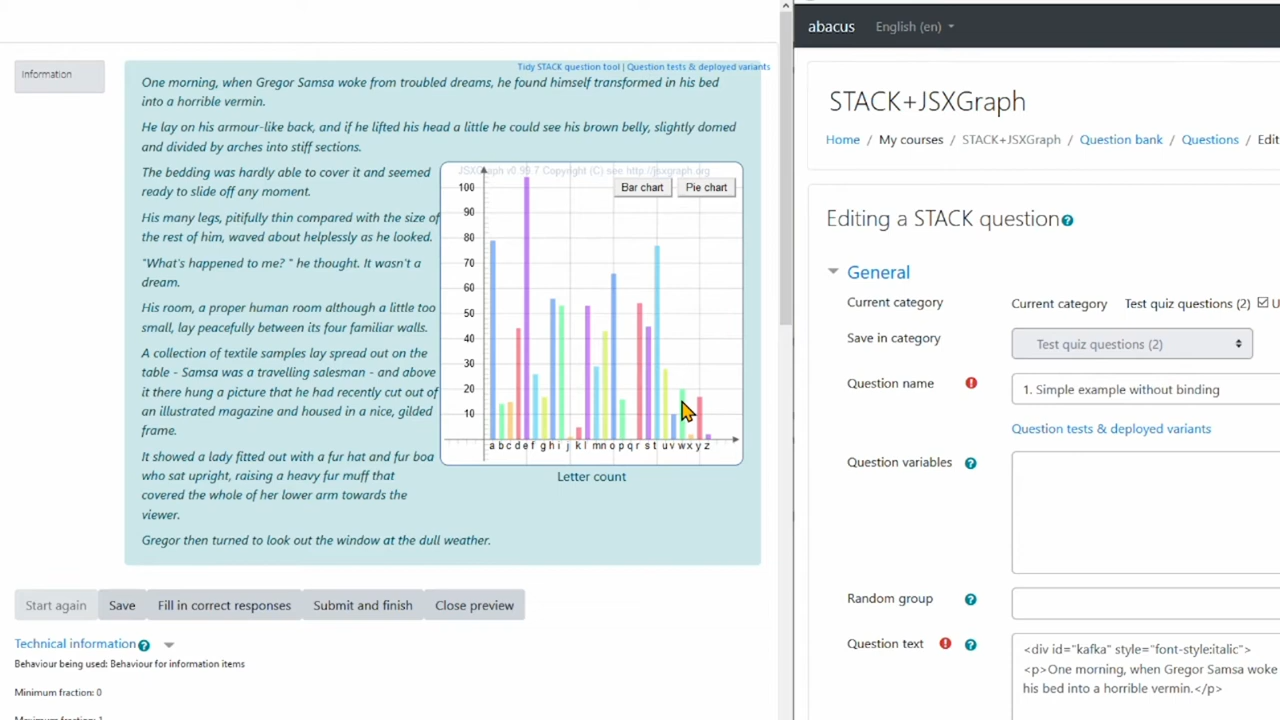 Information
Tidy STACK question tool | Question tests & deployed variants
One morning, when Gregor Samsa woke from troubled dreams, he found himself transformed in his bed
into a horrible vermin.
He lay on his armour-like back, and if he lifted his head a little he could see his brown belly, slightly domed
and divided by arches into stiff sections.
The bedding was hardly able to cover it and seemed
ready to slide off any moment.
His many legs, pitifully thin compared with the size of
the rest of him, waved about helplessly as he looked.
"What's happened to me? " he thought. It wasn't a
dream.
His room, a proper human room although a little too
small, lay peacefully between its four familiar walls.
A collection of textile samples lay spread out on the
table - Samsa was a travelling salesman - and above
it there hung a picture that he had recently cut out of
an illustrated magazine and housed in a nice, gilded
frame.
It showed a lady fitted out with a fur hat and fur boa
who sat upright, raising a heavy fur muff that
covered the whole of her lower arm towards the
viewer.
Gregor then turned to look out the window at the dull weather.
JSXGraph v0.99.7 Copyright (C) see http://jsxgraph.org
Bar chart
Pie chart
100
90
80
70
60
50
40
30
20
10
a b c d e f g h i j k l m n o p q r s t u v w x y z
Letter count
Start again
Save
Fill in correct responses
Submit and finish
Close preview
Technical information
Behaviour being used: Behaviour for information items
Minimum fraction: 0
abacus
English (en)
STACK+JSXGraph
Home / My courses / STACK+JSXGraph / Question bank / Questions / Edit
Editing a STACK question
General
Current category
Current category Test quiz questions (2) U
Save in category
Test quiz questions (2)
Question name
1. Simple example without binding
Question tests & deployed variants
Question variables
Random group
Question text
<div id="kafka" style="font-style:italic">
<p>One morning, when Gregor Samsa woke
his bed into a horrible vermin.</p>